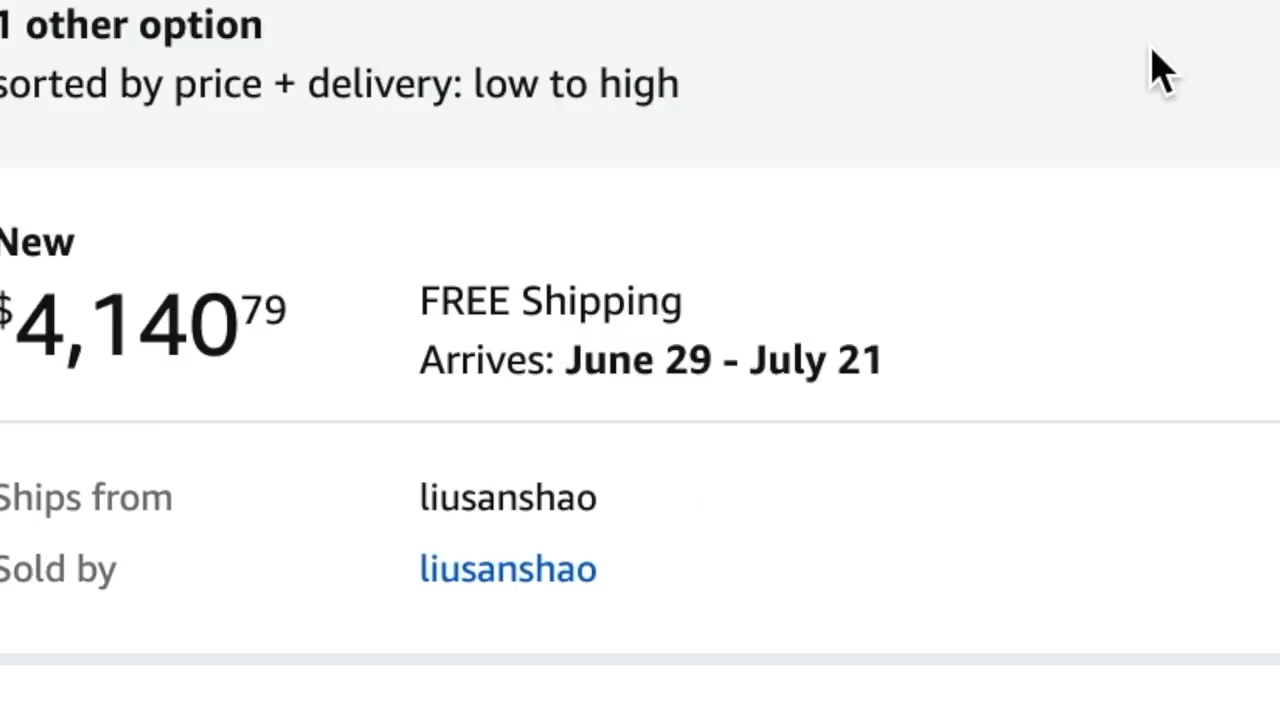 1 other option
sorted by price + delivery: low to high
New
$4,14079
FREE Shipping
Arrives: June 29 - July 21
Ships from
liusanshao
Sold by
liusanshao